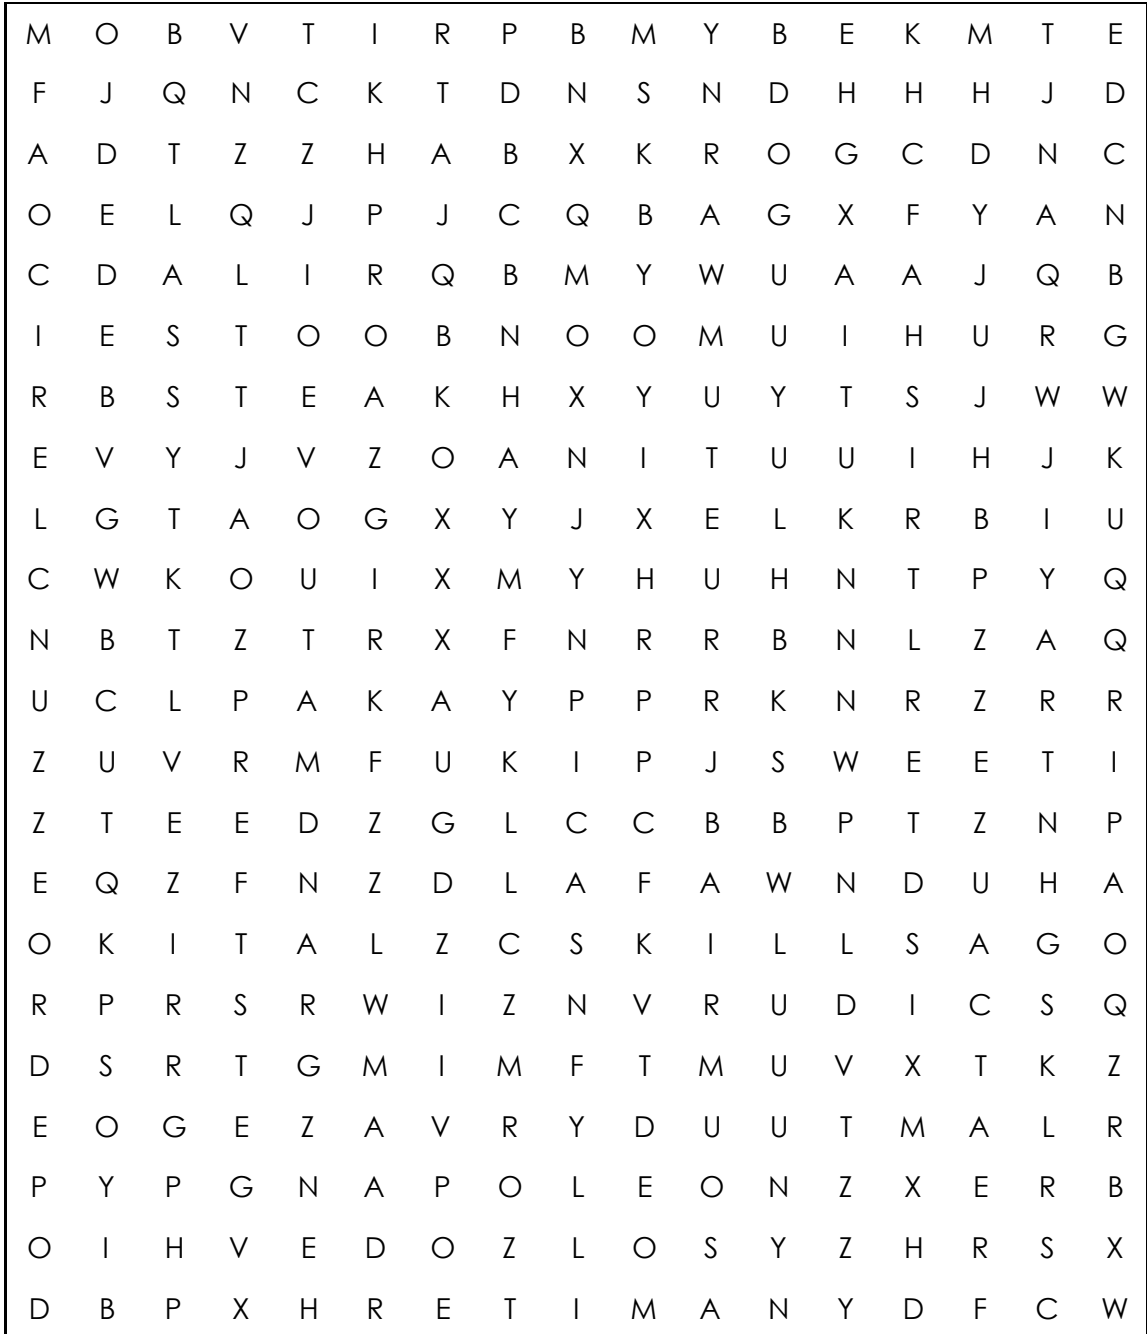 M O B V T I R P B M Y B E K M T E
F J Q N C K T D N S N D H H H J D
A D T Z Z H A B X K R O G C D N C
O E L Q J P J C Q B A G X F Y A N
C D A L I R Q B M Y W U A A J Q B
I E S T O O B N O O M U I H U R G
R B S T E A K H X Y U Y T S J W W
E V Y J V Z O A N I T U U I H J K
L G T A O G X Y J X E L K R B I U
C W K O U I X M Y H U H N T P Y Q
N B T Z T R X F N R R B N L Z A Q
U C L P A K A Y P P R K N R Z R R
Z U V R M F U K I P J S W E E T I
Z T E E D Z G L C C B B P T Z N P
E Q Z F N Z D L A F A W N D U H A
O K I T A L Z C S K I L L S A G O
R P R S R W I Z N V R U D I C S Q
D S R T G M I M F T M U V X T K Z
E O G E Z A V R Y D U U T M A L R
P Y P G N A P O L E O N Z X E R B
O I H V E D O Z L O S Y Z H R S X
D B P X H R E T I M A N Y D F C W